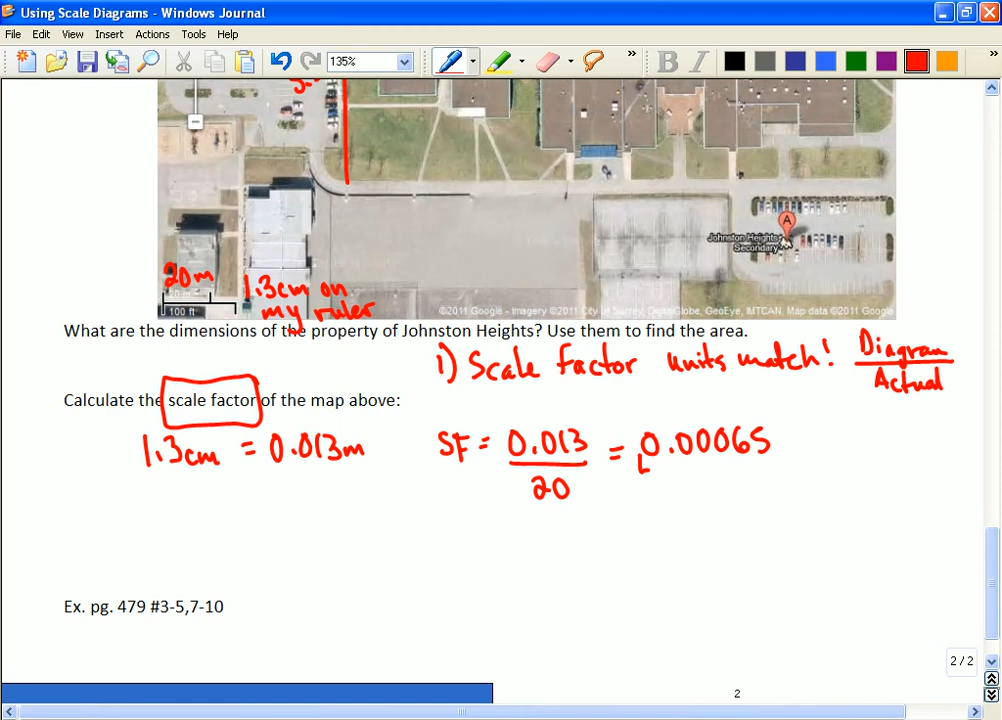 Using Scale Diagrams - Windows Journal
File Edit View Insert Actions Tools Help
135%
B I
A
Johnston Heights
Secondary
20m
100 ft
1.3cm on
my ruler
©2011 Google - Imagery ©2011 City of Surrey, DigitalGlobe, GeoEye, IMTCAN, Map data ©2011 Google
What are the dimensions of the property of Johnston Heights? Use them to find the area.
1) Scale factor units match! Diagram
Actual
Calculate the scale factor of the map above:
1.3cm = 0.013m
SF = 0.013 = 0.00065
20
Ex. pg. 479 #3-5,7-10
2 / 2
2